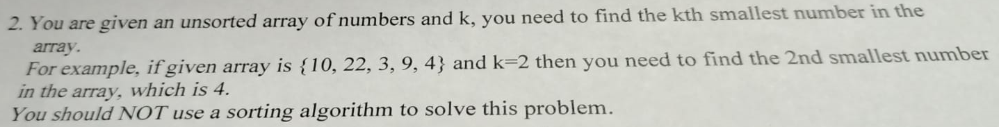 2. You are given an unsorted array of numbers and k, you need to find the kth smallest number in the
array.
For example, if given array is {10, 22, 3, 9, 4} and k=2 then you need to find the 2nd smallest number
in the array, which is 4.
You should NOT use a sorting algorithm to solve this problem.